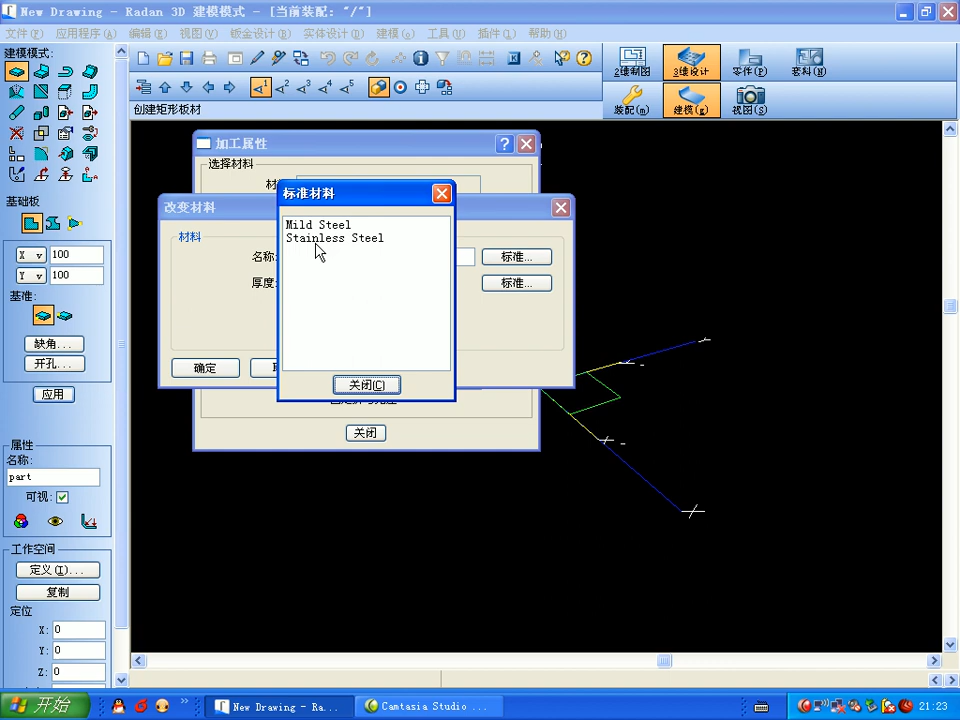 New Drawing - Radan 3D 建模模式 - [当前装配: "/"]
文件(F) 应用程序(A) 编辑(E) 视图(V) 钣金设计(B) 实体设计(D) 建模(g) 工具(U) 插件(L) 帮助(H)
建模模式:
2维制图 3维设计 零件(P) 套料(N)
装配(m) 建模(g) 视图(S)
创建矩形板材
加工属性
选择材料
改变材料
标准材料
材料
Mild Steel
Stainless Steel
名称:
标准...
厚度:
标准...
确定
关闭(C)
关闭
基础板
X 100
Y 100
基准:
缺角...
开孔...
应用
属性
名称:
part
可视:
工作空间
定义(I)...
复制
定位
X: 0
Y: 0
Z: 0
开始
New Drawing - Ra...
Camtasia Studio ...
21:23